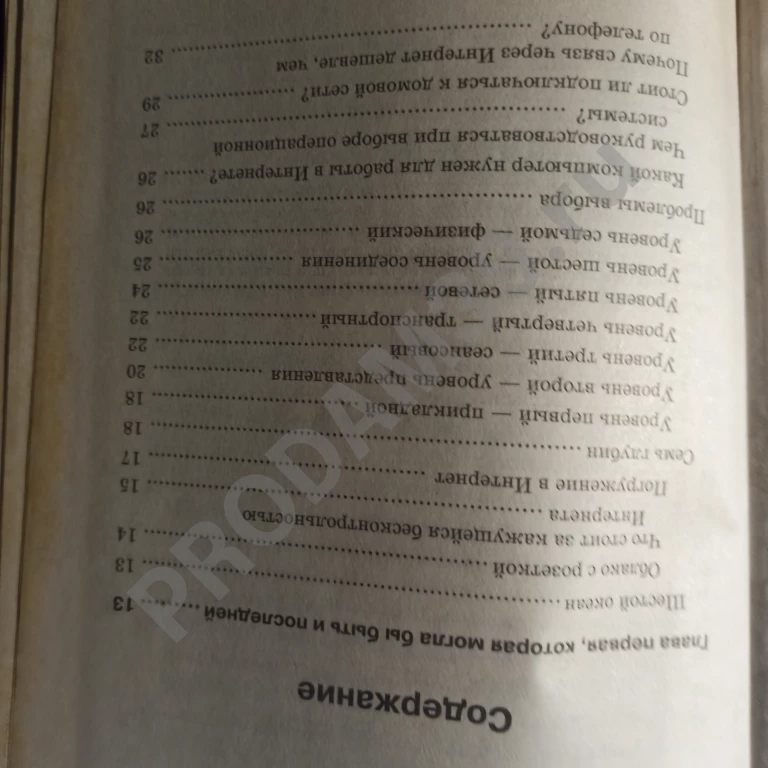 Содержание
Глава первая, которая могла бы быть и последней ......... 13
Шестой океан ................................................ 13
Облако с розеткой ................................................ 14
Что стоит за кажущейся бесконтрольностью
Интернета ................................................ 15
Погружение в Интернет ................................................ 17
Семь глубин ................................................ 18
Уровень первый — прикладной ................................ 18
Уровень второй — уровень представления ................ 20
Уровень третий — сеансовый ................................ 22
Уровень четвертый — транспортный ...................... 22
Уровень пятый — сетевой ................................ 24
Уровень шестой — уровень соединения .................. 25
Уровень седьмой — физический ............................ 26
Проблемы выбора ................................................ 26
Какой компьютер нужен для работы в Интернете? ...... 26
Чем руководствоваться при выборе операционной
системы? ................................................ 27
Стоит ли подключаться к домовой сети? ................ 29
Почему связь через Интернет дешевле, чем
по телефону? ................................................ 32
PRODAMUS.ru